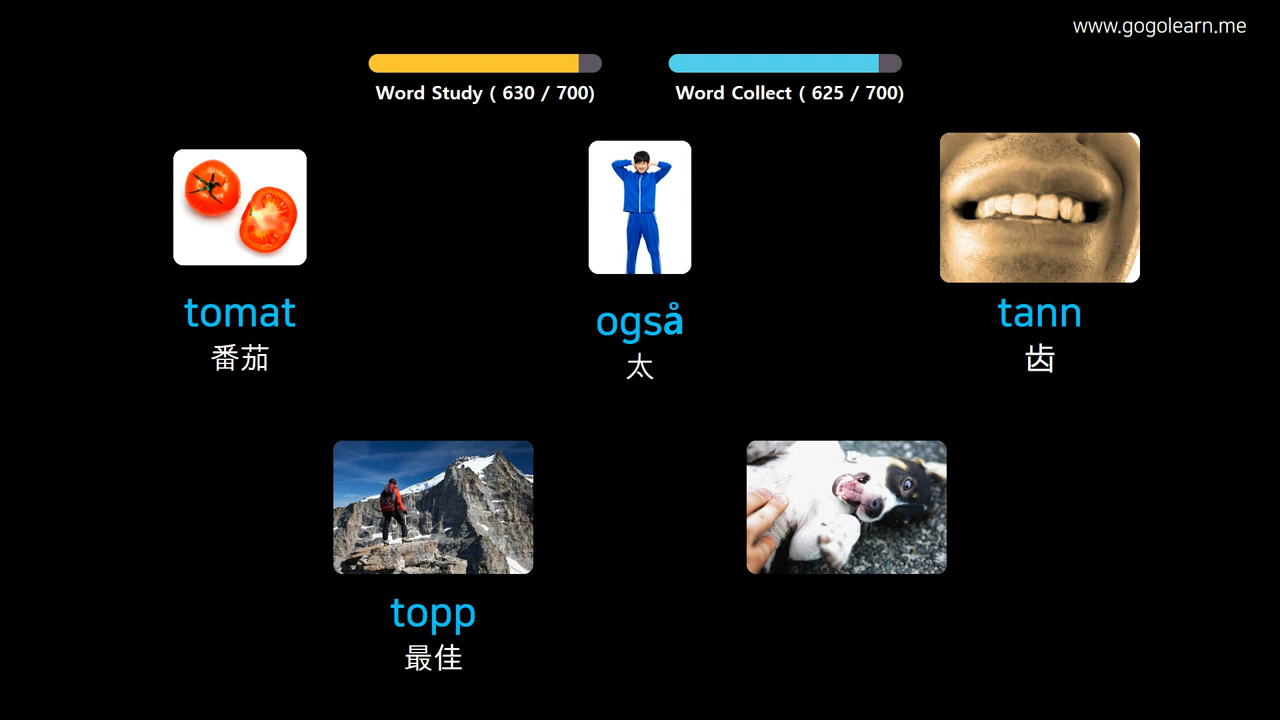 www.gogolearn.me
Word Study ( 630 / 700)
Word Collect ( 625 / 700)
tomat
番茄
også
太
tann
齿
topp
最佳